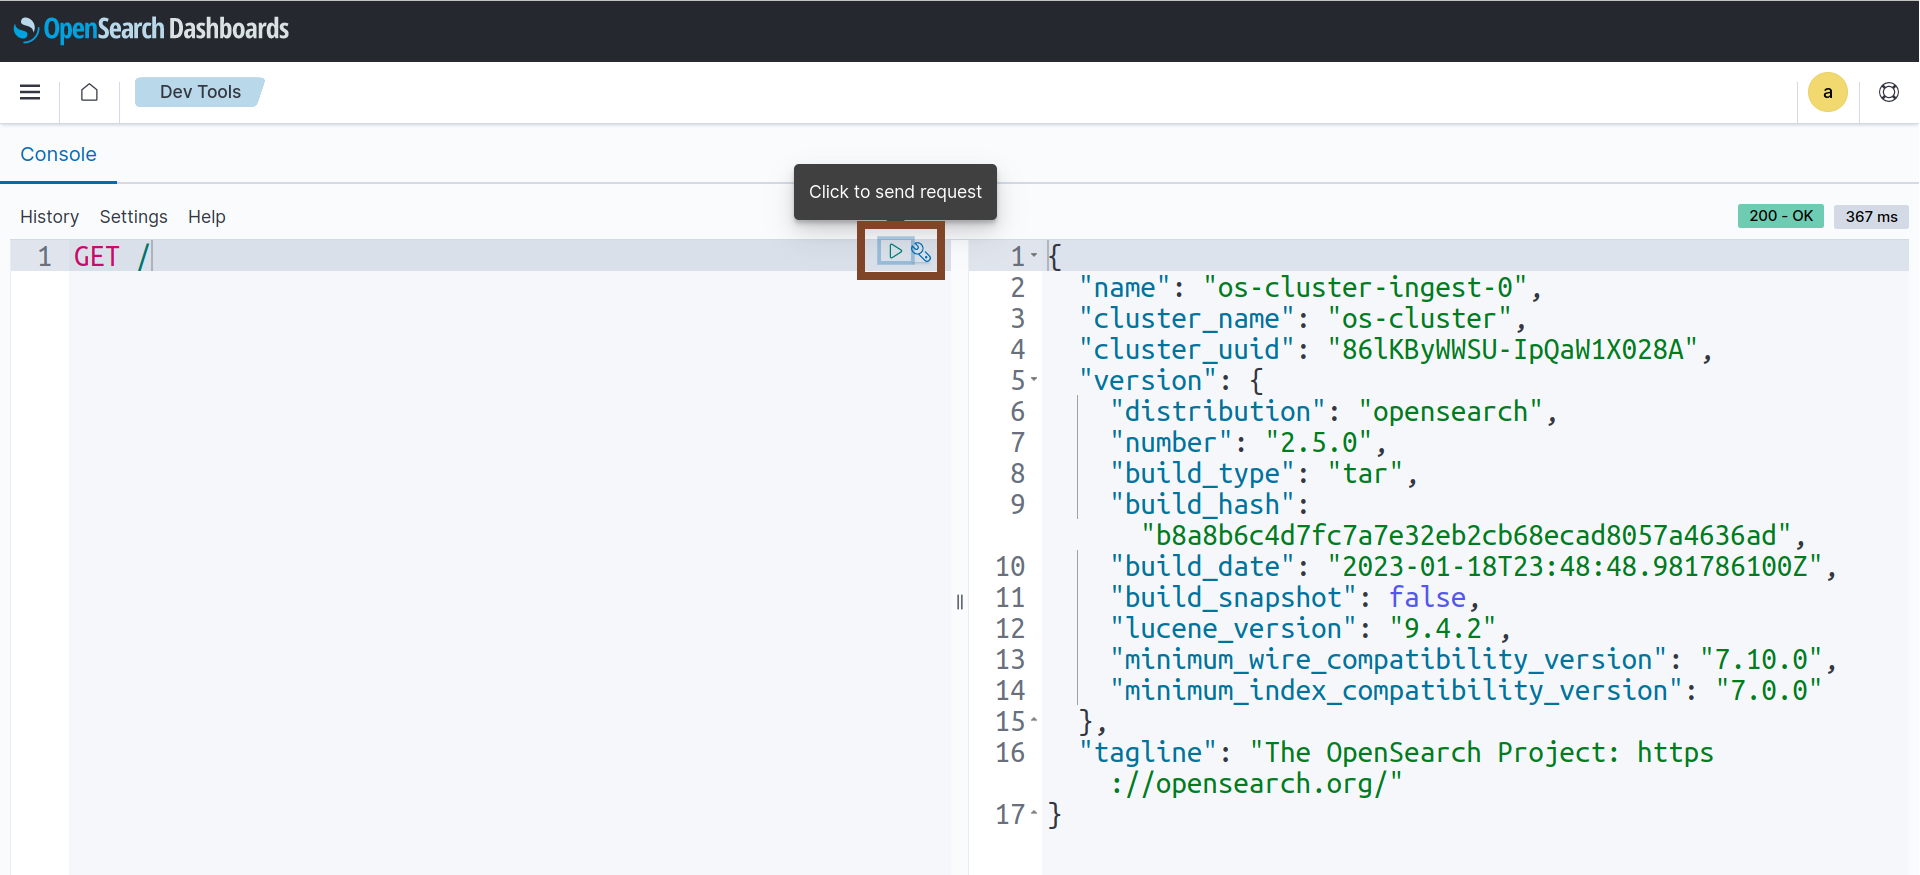 OpenSearch Dashboards
Dev Tools
a
Console
Click to send request
History Settings Help
200 - OK 367 ms
1 GET /
1 {
2 "name": "os-cluster-ingest-0",
3 "cluster_name": "os-cluster",
4 "cluster_uuid": "86lKByWWSU-IpQaW1X028A",
5 "version": {
6 "distribution": "opensearch",
7 "number": "2.5.0",
8 "build_type": "tar",
9 "build_hash":
"b8a8b6c4d7fc7a7e32eb2cb68ecad8057a4636ad",
10 "build_date": "2023-01-18T23:48:48.981786100Z",
11 "build_snapshot": false,
12 "lucene_version": "9.4.2",
13 "minimum_wire_compatibility_version": "7.10.0",
14 "minimum_index_compatibility_version": "7.0.0"
15 },
16 "tagline": "The OpenSearch Project: https
://opensearch.org/"
17 }